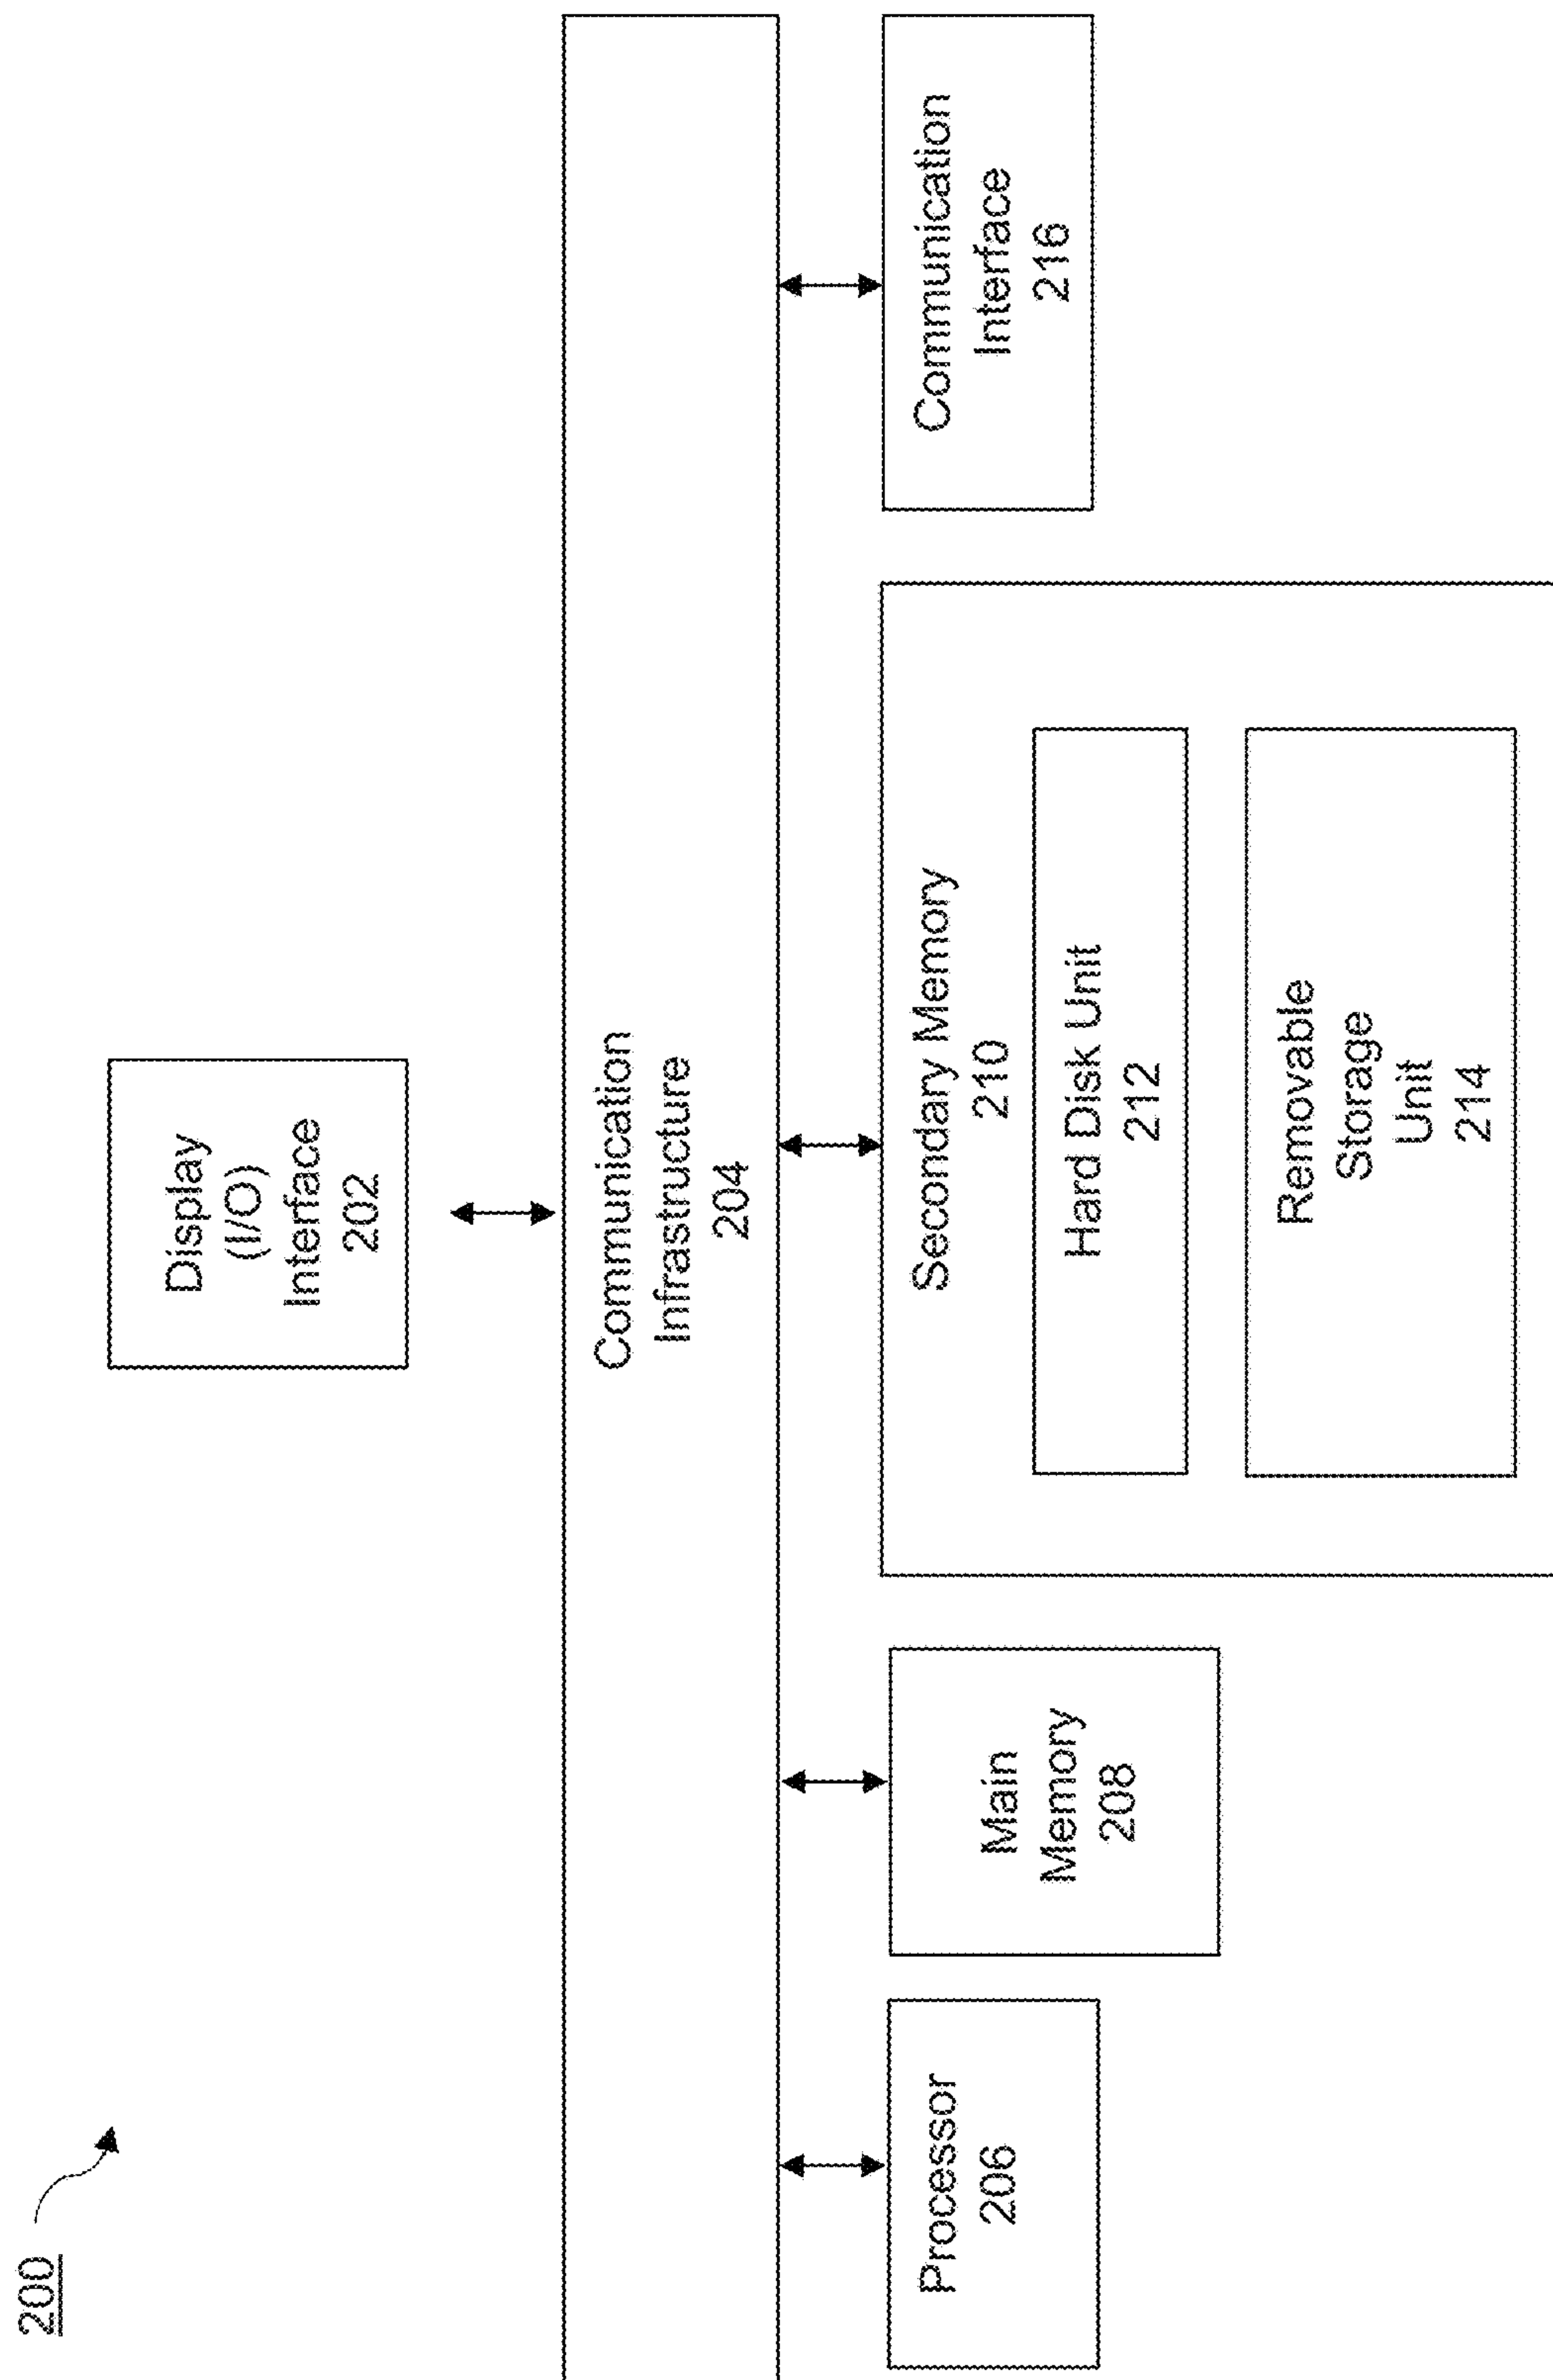 200
Display
(I/O)
Interface
202
Communication
Infrastructure
204
Processor
206
Main
Memory
208
Secondary Memory
210
Hard Disk Unit
212
Removable
Storage
Unit
214
Communication
Interface
216